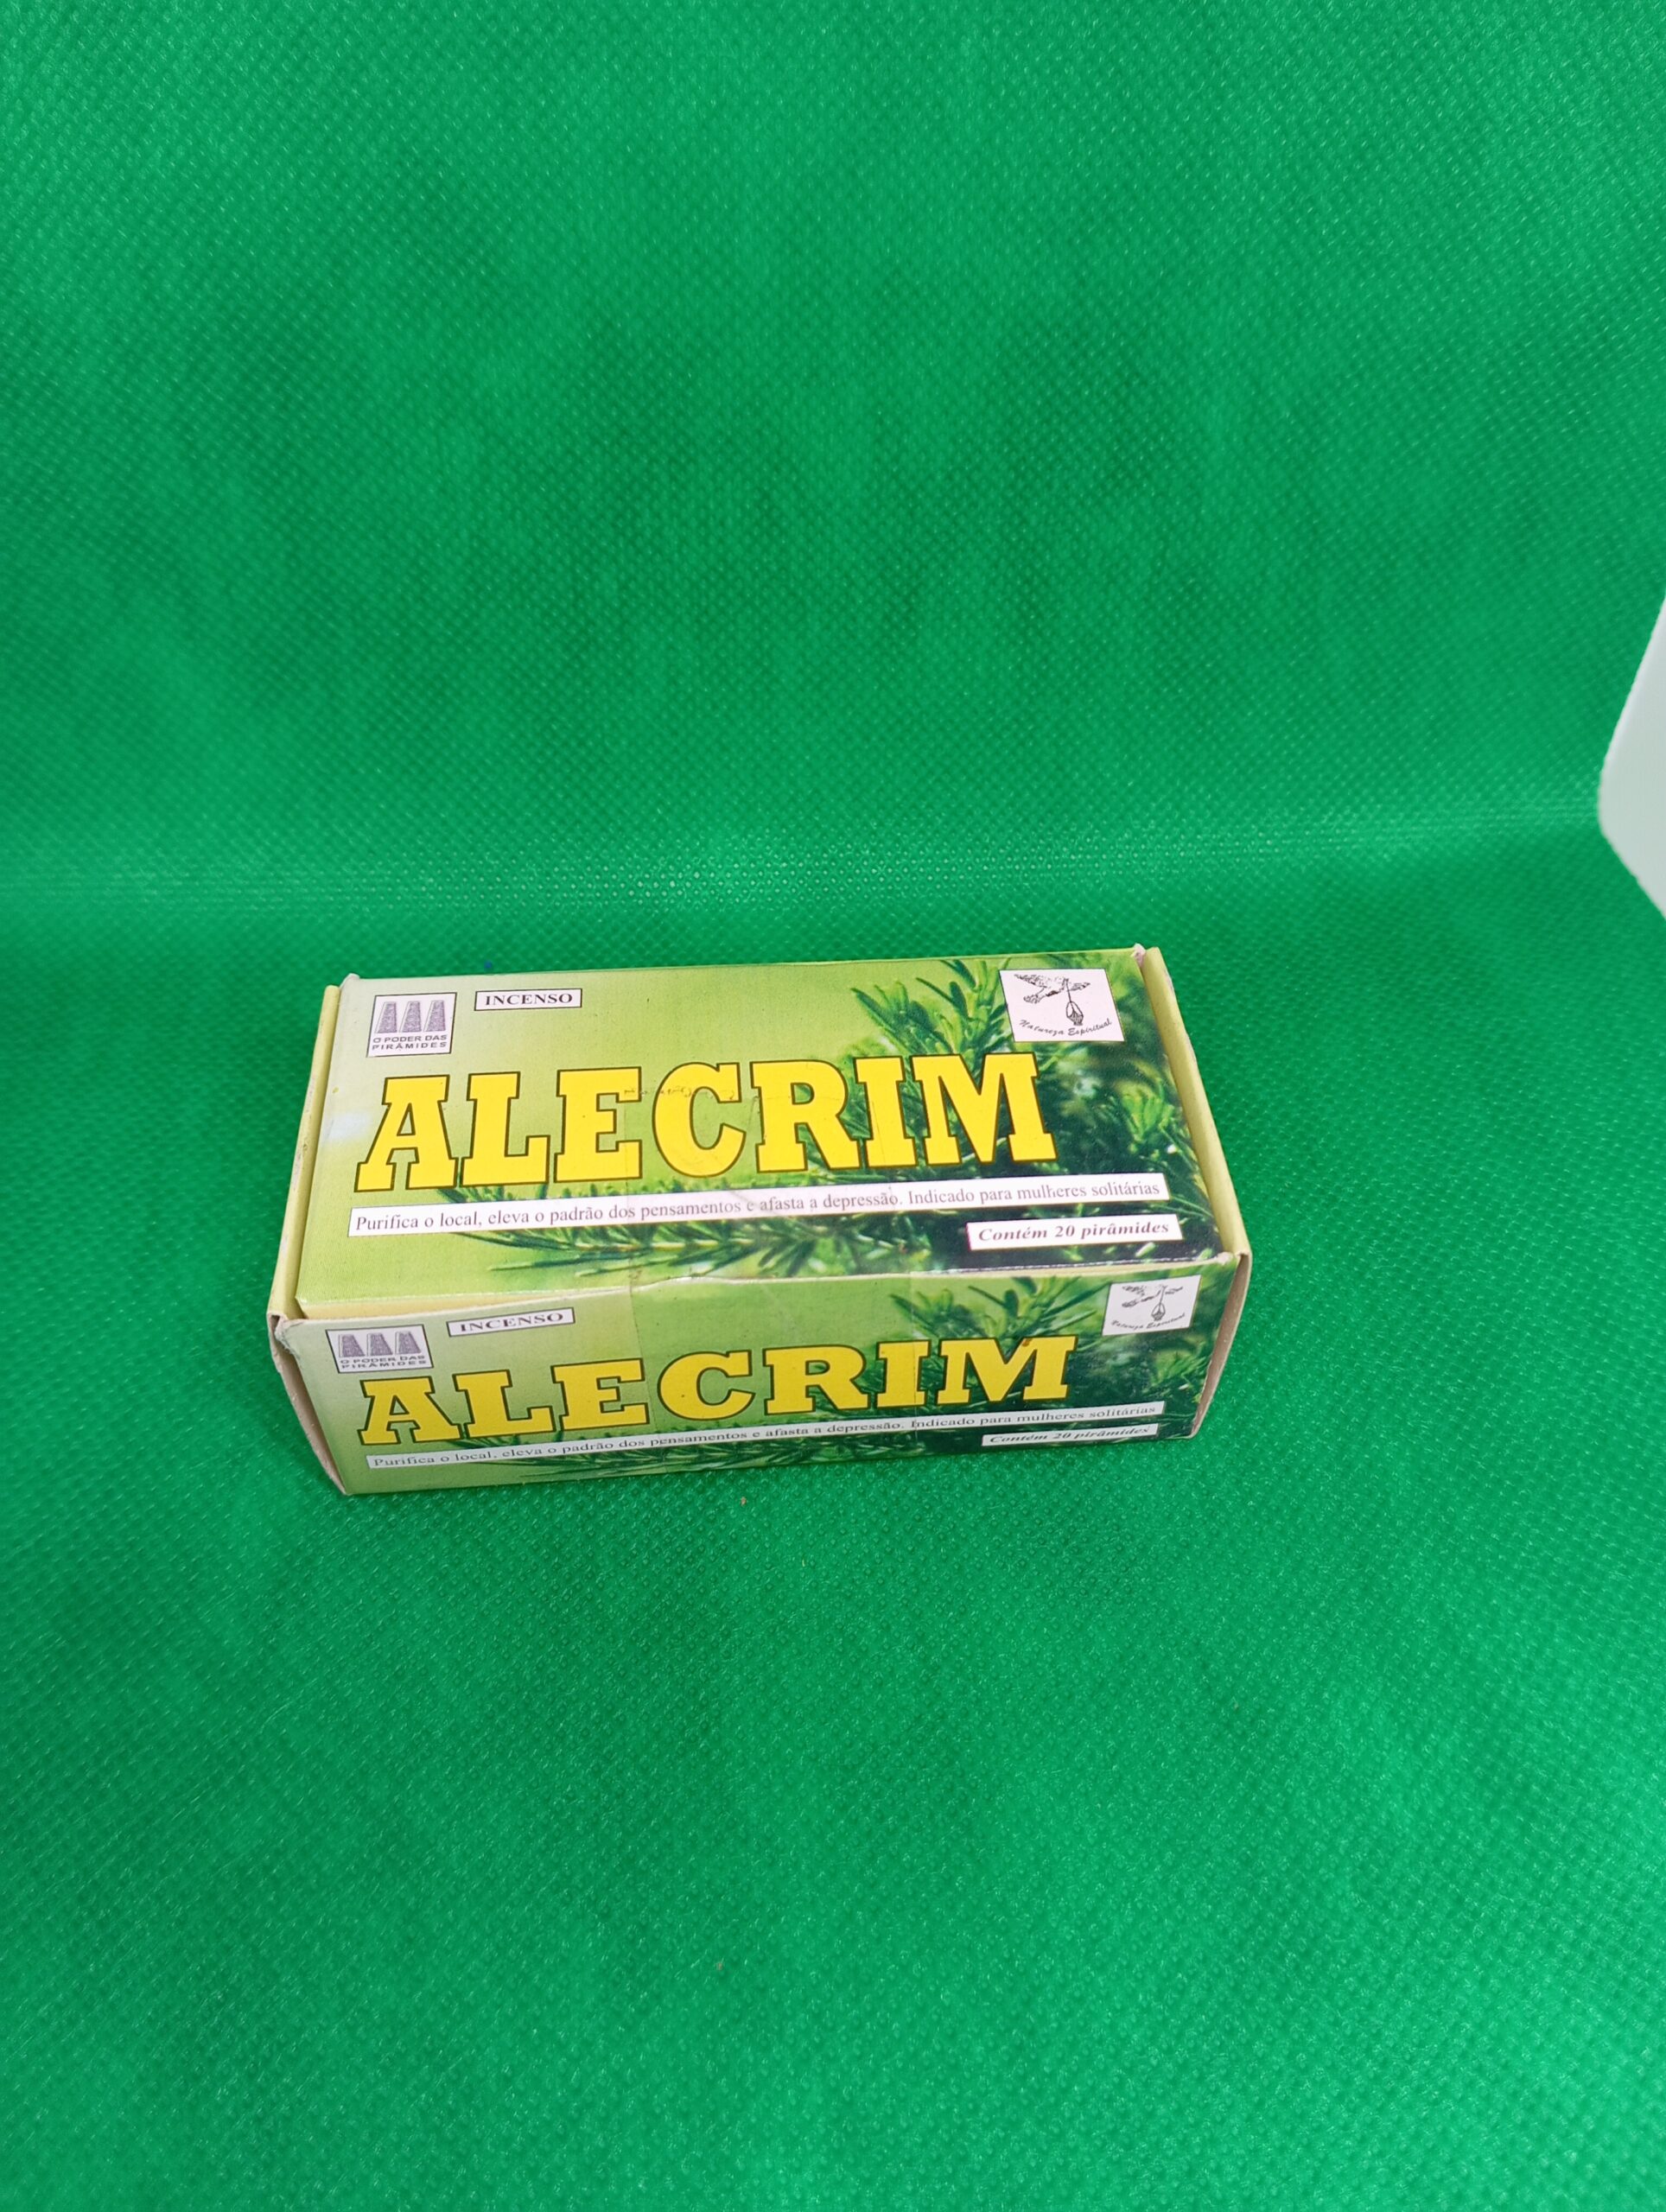 INCENSO
O PODER DAS
PIRÂMIDES
Natureza Espiritual
ALECRIM
Purifica o local, eleva o padrão dos pensamentos e afasta a depressão. Indicado para mulheres solitárias
Contém 20 pirâmides
INCENSO
O PODER DAS
PIRÂMIDES
Natureza Espiritual
ALECRIM
Purifica o local, eleva o padrão dos pensamentos e afasta a depressão. Indicado para mulheres solitárias
Contém 20 pirâmides